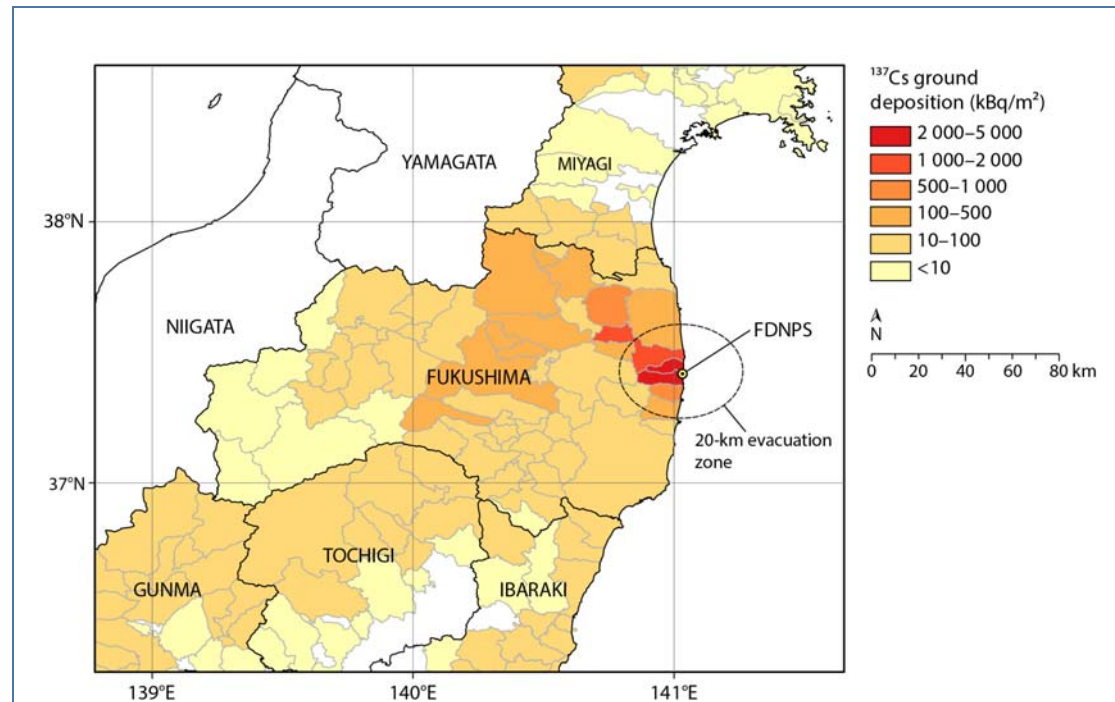 ¹³⁷Cs ground
deposition (kBq/m²)
2 000–5 000
1 000–2 000
500–1 000
100–500
10–100
<10
N
0 20 40 60 80 km
YAMAGATA
MIYAGI
38°N
NIIGATA
FDNPS
FUKUSHIMA
20-km evacuation
zone
37°N
TOCHIGI
GUNMA
IBARAKI
139°E 140°E 141°E